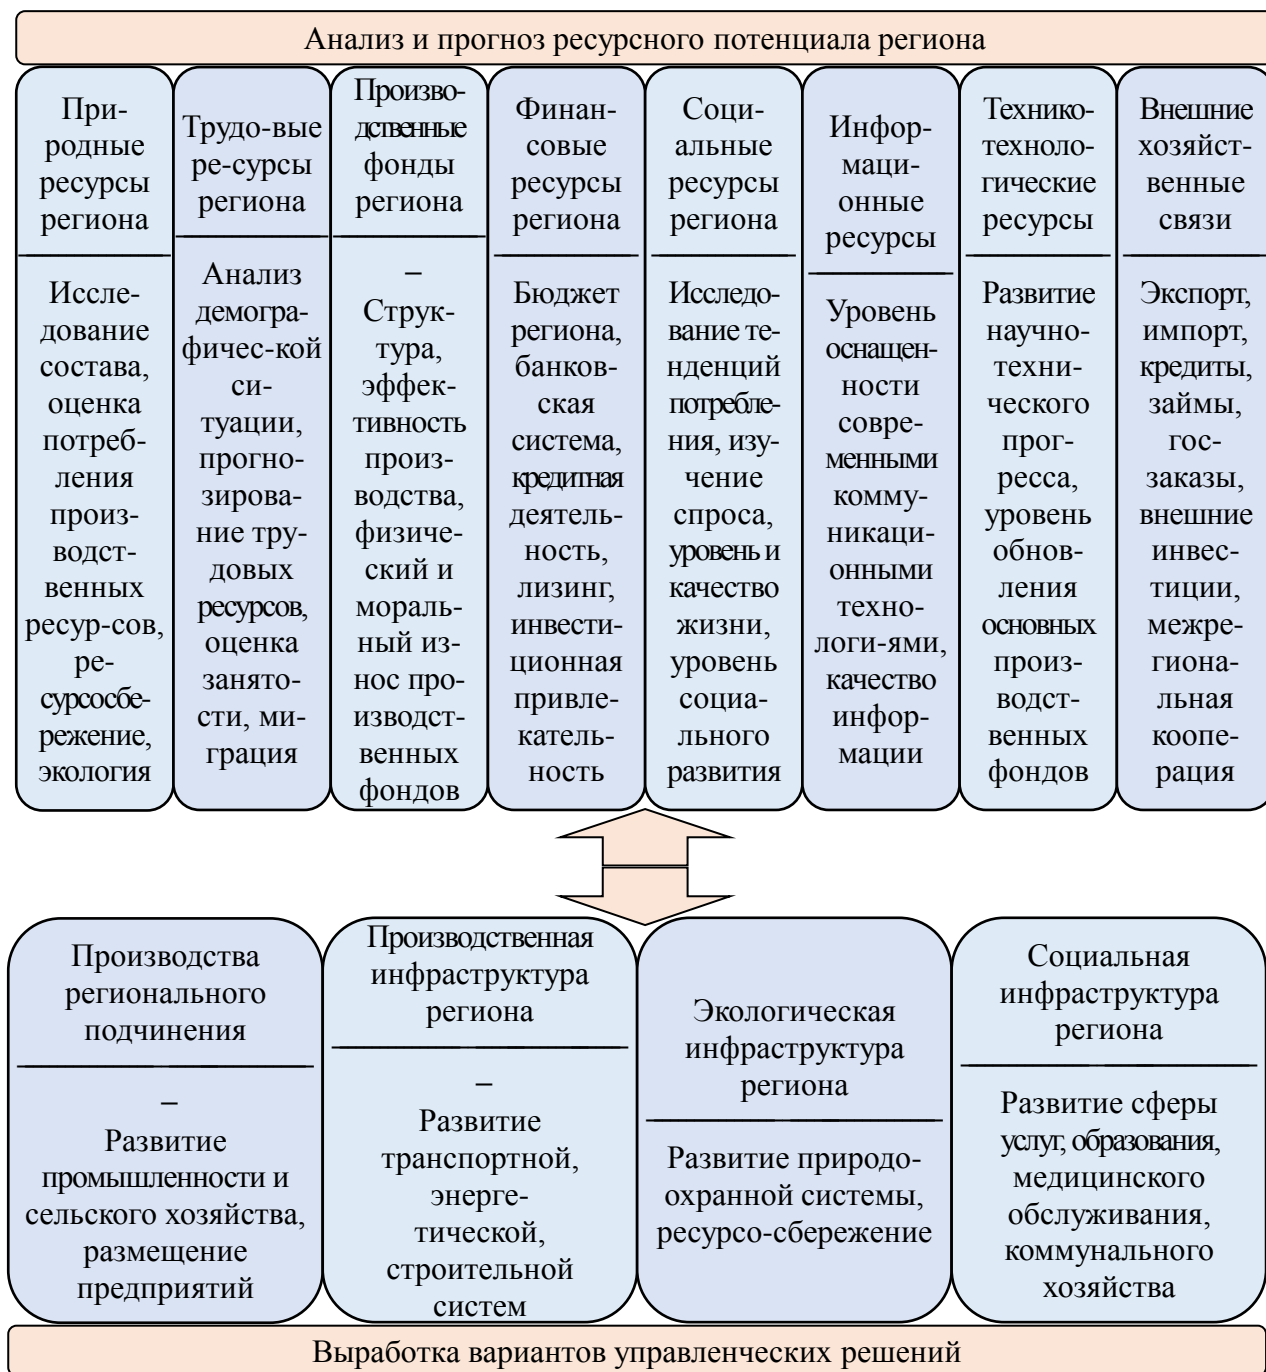 Анализ и прогноз ресурсного потенциала региона
При-
родные
ресурсы
региона
Иссле-
дование
состава,
оценка
потреб-
ления
произ-
водст-
венных
ресур-сов,
ре-
сурсосбе-
режение,
экология
Трудо-вые
ре-сурсы
региона
Анализ
демогра-
фичес-кой
си-
туации,
прогно-
зирова-
ние тру-
довых
ресурсов,
оценка
занято-
сти, ми-
грация
Произво-
дственные
фонды
региона
–
Струк-
тура,
эффек-
тивность
произ-
водства,
физиче-
ский и
мораль-
ный из-
нос про-
изводст-
венных
фондов
Финан-
совые
ресурсы
региона
Бюджет
региона,
банков-
ская
система,
кредитная
деятель-
ность,
лизинг,
инвести-
ционная
привле-
катель-
ность
Соци-
альные
ресурсы
региона
Исследо-
вание те-
нденций
потребле-
ния, изу-
чение
спроса,
уровень и
качество
жизни,
уровень
социа-
льного
развития
Инфор-
маци-
онные
ресурсы
Уровень
оснащен-
ности
совре-
менными
комму-
никаци-
онными
техно-
логи-ями,
качество
инфор-
мации
Технико-
техноло-
гические
ресурсы
Развитие
научно-
техни-
ческого
прог-
ресса,
уровень
обнов-
ления
основных
произ-
водст-
венных
фондов
Внешние
хозяйст-
венные
связи
Экспорт,
импорт,
кредиты,
займы,
гос-
заказы,
внешние
инвес-
тиции,
межре-
гиона-
льная
коопе-
рация
Производства
регионального
подчинения
–
Развитие
промышленности и
сельского хозяйства,
размещение
предприятий
Производственная
инфраструктура
региона
–
Развитие
транспортной,
энерге-
тической,
строительной
систем
Экологическая
инфраструктура
региона
Развитие природо-
охранной системы,
ресурсо-сбережение
Социальная
инфраструктура
региона
Развитие сферы
услуг, образования,
медицинского
обслуживания,
коммунального
хозяйства
Выработка вариантов управленческих решений